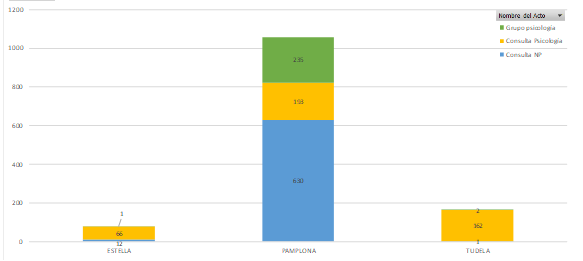 1200
Nombre del Acto
Grupo psicología
Consulta Psicología
Consulta NP
1000
800
600
400
200
0
235
193
630
1
66
12
2
162
1
ESTELLA
PAMPLONA
TUDELA